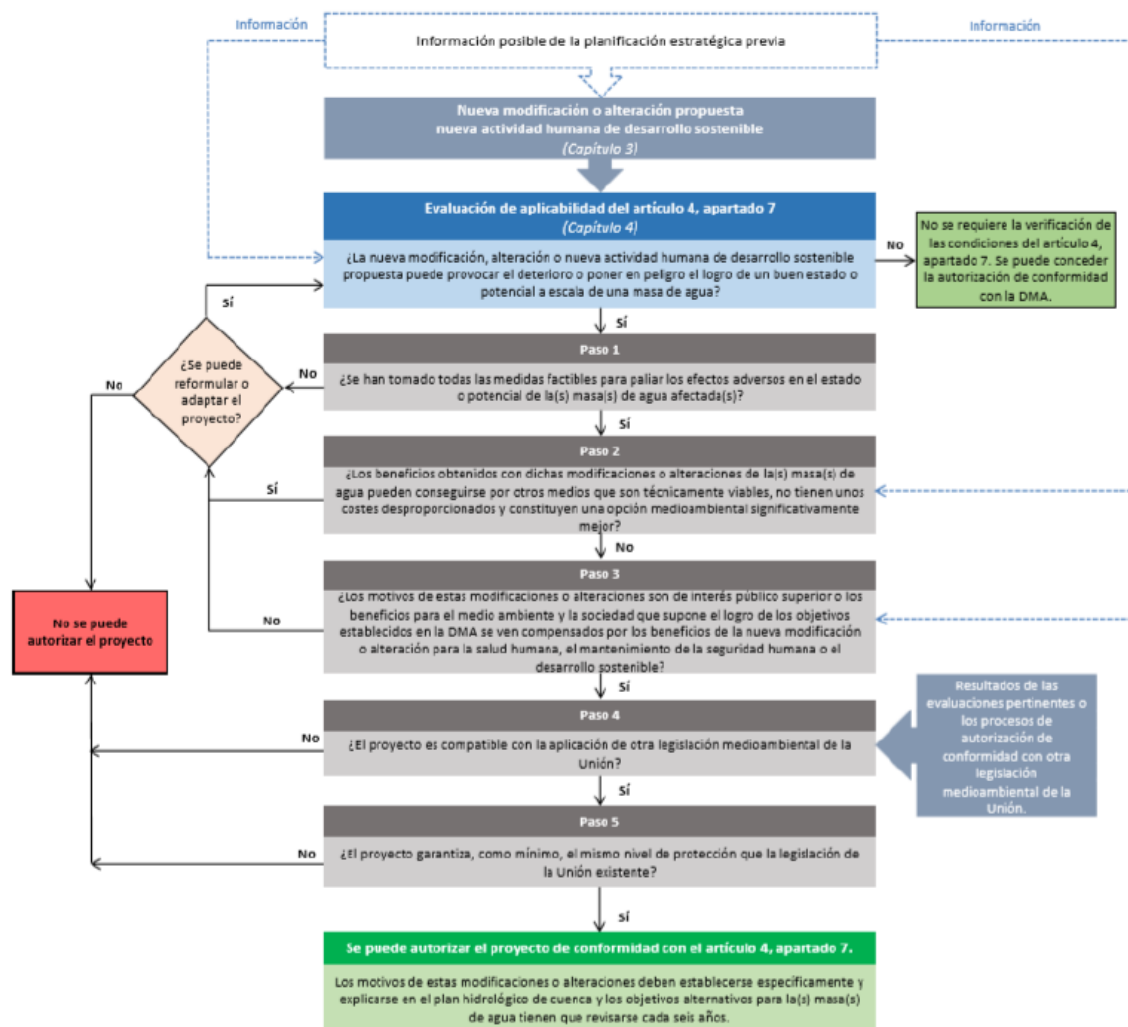 Información
Información
Información posible de la planificación estratégica previa
Nueva modificación o alteración propuesta
nueva actividad humana de desarrollo sostenible
(Capítulo 3)
Evaluación de aplicabilidad del artículo 4, apartado 7
(Capítulo 4)
¿La nueva modificación, alteración o nueva actividad humana de desarrollo sostenible
propuesta puede provocar el deterioro o poner en peligro el logro de un buen estado o
potencial a escala de una masa de agua?
No
No se requiere la verificación de
las condiciones del artículo 4,
apartado 7. Se puede conceder
la autorización de conformidad
con la DMA.
Sí
Sí
Paso 1
¿Se han tomado todas las medidas factibles para paliar los efectos adversos en el estado
o potencial de la(s) masa(s) de agua afectada(s)?
No
¿Se puede
reformular o
adaptar el
proyecto?
No
Sí
Paso 2
¿Los beneficios obtenidos con dichas modificaciones o alteraciones de la(s) masa(s) de
agua pueden conseguirse por otros medios que son técnicamente viables, no tienen unos
costes desproporcionados y constituyen una opción medioambiental significativamente
mejor?
Sí
No
Paso 3
¿Los motivos de estas modificaciones o alteraciones son de interés público superior o los
beneficios para el medio ambiente y la sociedad que supone el logro de los objetivos
establecidos en la DMA se ven compensados por los beneficios de la nueva modificación
o alteración para la salud humana, el mantenimiento de la seguridad humana o el
desarrollo sostenible?
No
No se puede
autorizar el proyecto
Sí
Paso 4
¿El proyecto es compatible con la aplicación de otra legislación medioambiental de la
Unión?
No
Resultados de las
evaluaciones pertinentes o
los procesos de
autorización de
conformidad con otra
legislación
medioambiental de la
Unión.
Sí
Paso 5
¿El proyecto garantiza, como mínimo, el mismo nivel de protección que la legislación de
la Unión existente?
No
Sí
Se puede autorizar el proyecto de conformidad con el artículo 4, apartado 7.
Los motivos de estas modificaciones o alteraciones deben establecerse específicamente y
explicarse en el plan hidrológico de cuenca y los objetivos alternativos para la(s) masa(s)
de agua tienen que revisarse cada seis años.